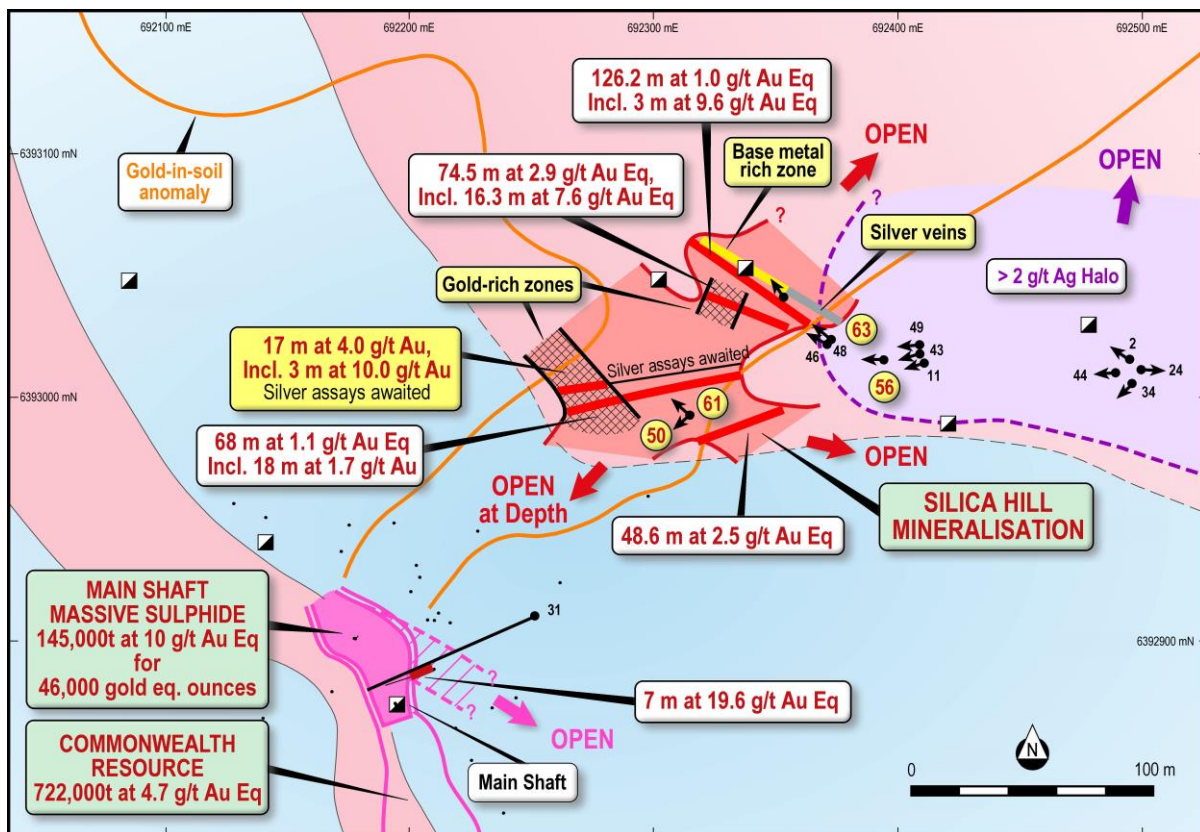 692100 mE
692200 mE
692300 mE
692400 mE
692500 mE
126.2 m at 1.0 g/t Au Eq
Incl. 3 m at 9.6 g/t Au Eq
OPEN
OPEN
6393100 mN
Gold-in-soil
anomaly
74.5 m at 2.9 g/t Au Eq,
Incl. 16.3 m at 7.6 g/t Au Eq
Base metal
rich zone
?
?
Silver veins
Gold-rich zones
> 2 g/t Ag Halo
17 m at 4.0 g/t Au,
Incl. 3 m at 10.0 g/t Au
Silver assays awaited
Silver assays awaited
63
46
48
49
43
11
56
2
24
44
34
6393000 mN
61
50
68 m at 1.1 g/t Au Eq
Incl. 18 m at 1.7 g/t Au
OPEN
OPEN
at Depth
48.6 m at 2.5 g/t Au Eq
SILICA HILL
MINERALISATION
MAIN SHAFT
MASSIVE SULPHIDE
145,000t at 10 g/t Au Eq
for
46,000 gold eq. ounces
31
6392900 mN
?
?
7 m at 19.6 g/t Au Eq
OPEN
COMMONWEALTH
RESOURCE
722,000t at 4.7 g/t Au Eq
Main Shaft
N
0
100 m